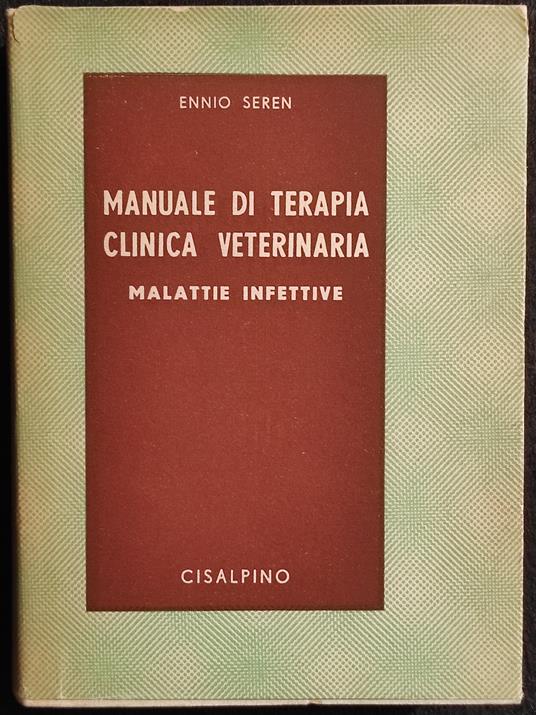 ENNIO SEREN
MANUALE DI TERAPIA
CLINICA VETERINARIA
MALATTIE INFETTIVE
CISALPINO